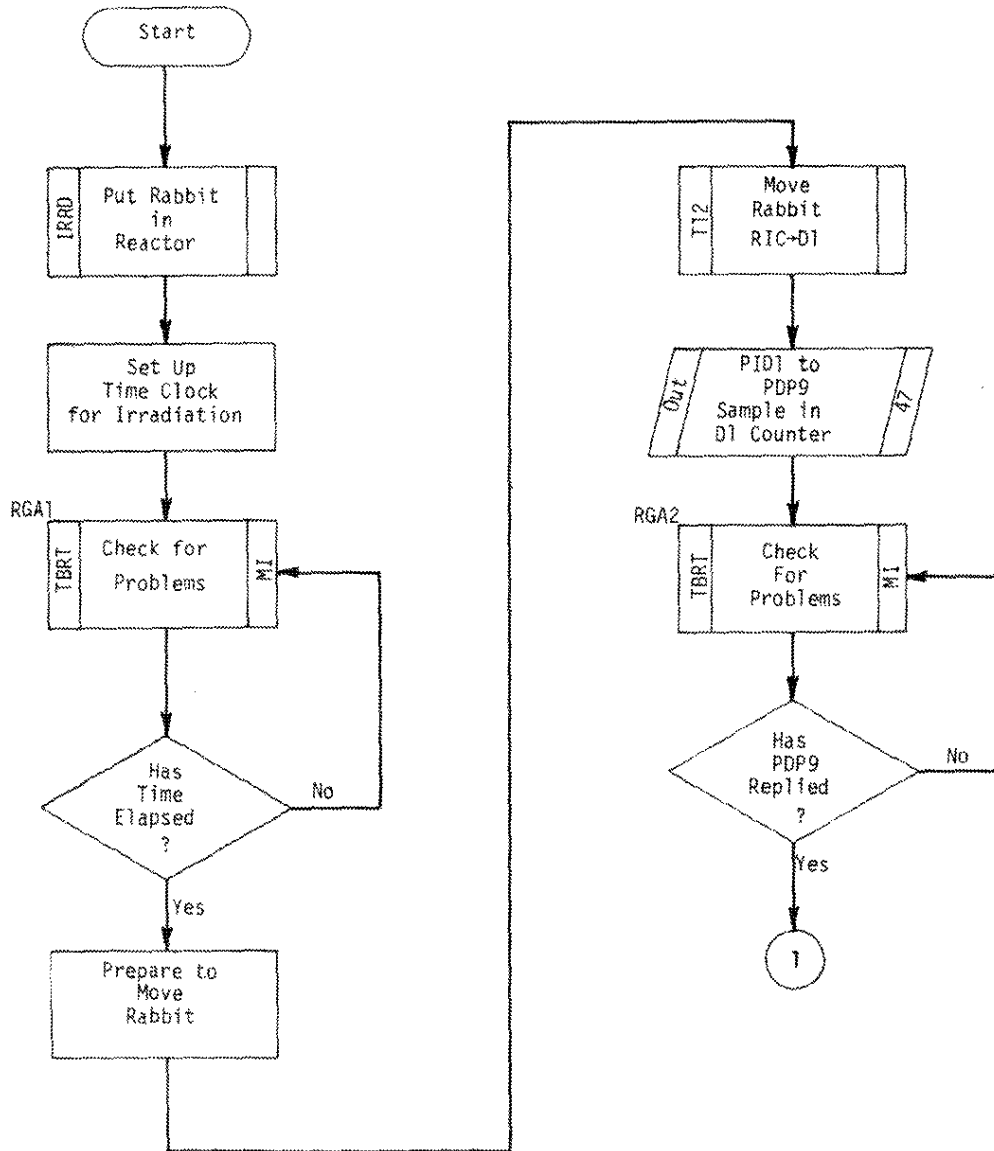 Start
IRRD
Put Rabbit
in
Reactor
Set Up
Time Clock
for Irradiation
RGA1
TBRT
Check for
Problems
MI
Has
Time
Elapsed
?
No
Yes
Prepare to
Move
Rabbit
T12
Move
Rabbit
RIC→D1
Out
PID1 to
PDP9
Sample in
D1 Counter
47
RGA2
TBRT
Check
For
Problems
MI
Has
PDP9
Replied
?
No
Yes
1